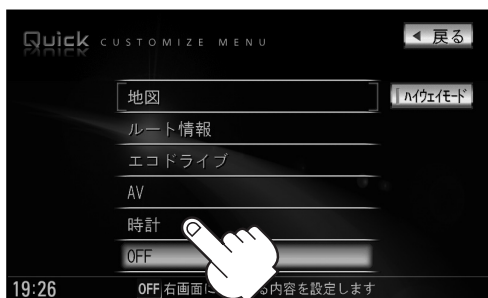 Quick CUSTOMIZE MENU
戻る
地図
ハイウェイモード
ルート情報
エコドライブ
AV
時計
OFF
19:26
OFF 右画面に る内容を設定します